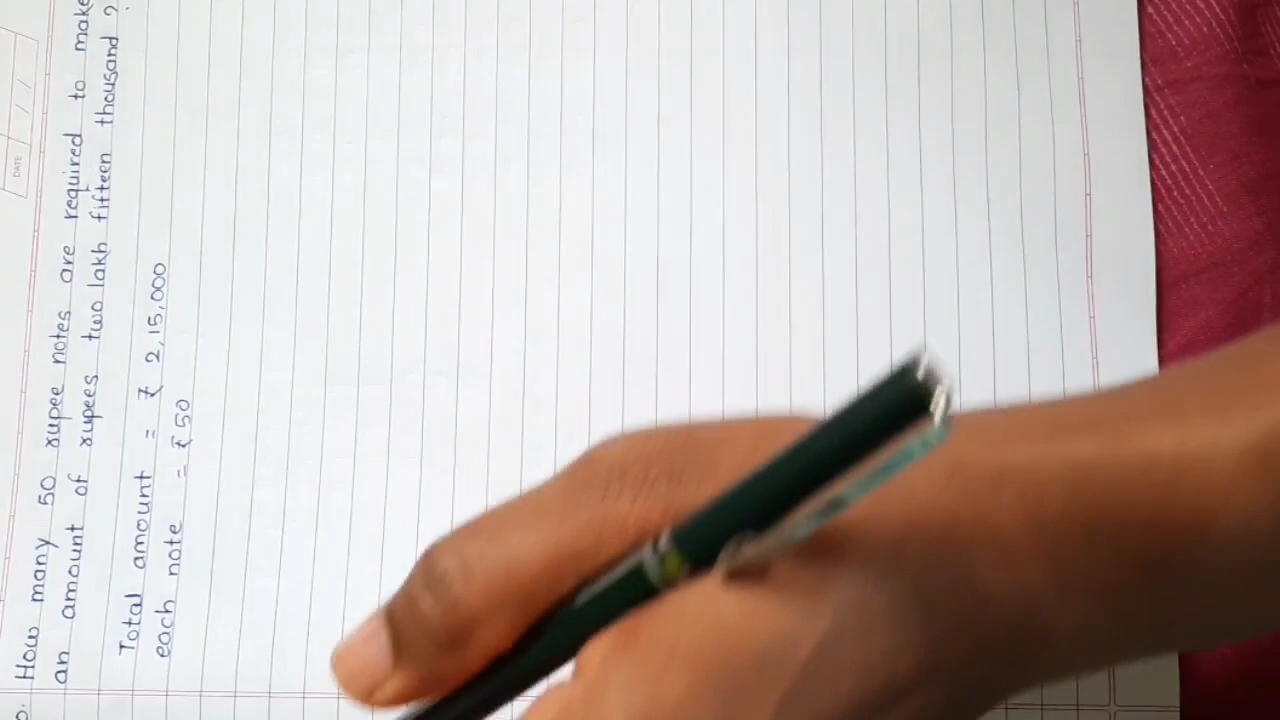 DATE / /
How many 50 rupee notes are required to make
an amount of rupees two lakh fifteen thousand ?
Total amount = ₹ 2,15,000
each note = ₹ 50